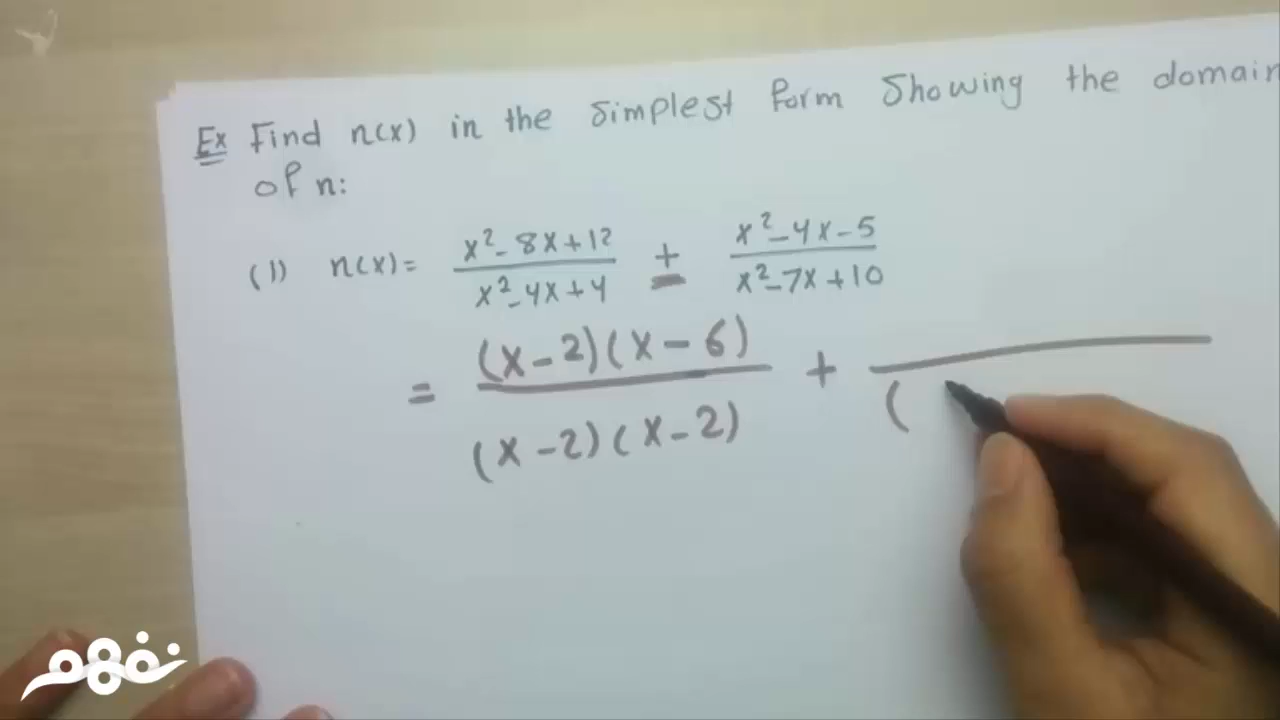 Ex Find n(x) in the simplest form showing the domain
of n:
(1) n(x) = x²-8x+12 / x²-4x+4 + x²-4x-5 / x²-7x+10
= (x-2)(x-6) / (x-2)(x-2) + / (
نفهم